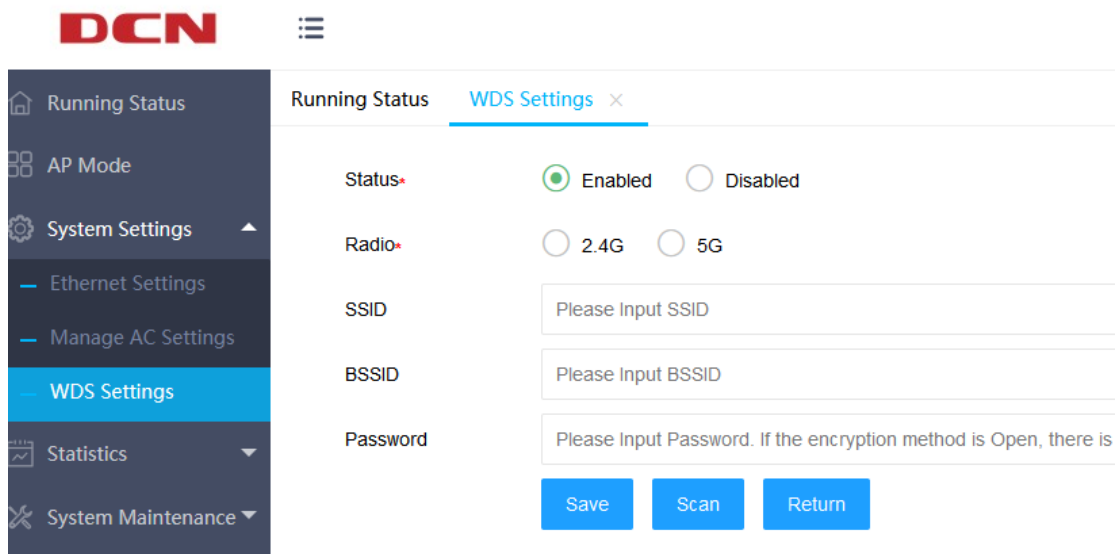 DCN
Running Status
AP Mode
System Settings
Ethernet Settings
Manage AC Settings
WDS Settings
Statistics
System Maintenance
Running Status WDS Settings
Status* Enabled Disabled
Radio* 2.4G 5G
SSID Please Input SSID
BSSID Please Input BSSID
Password Please Input Password. If the encryption method is Open, there is
Save Scan Return